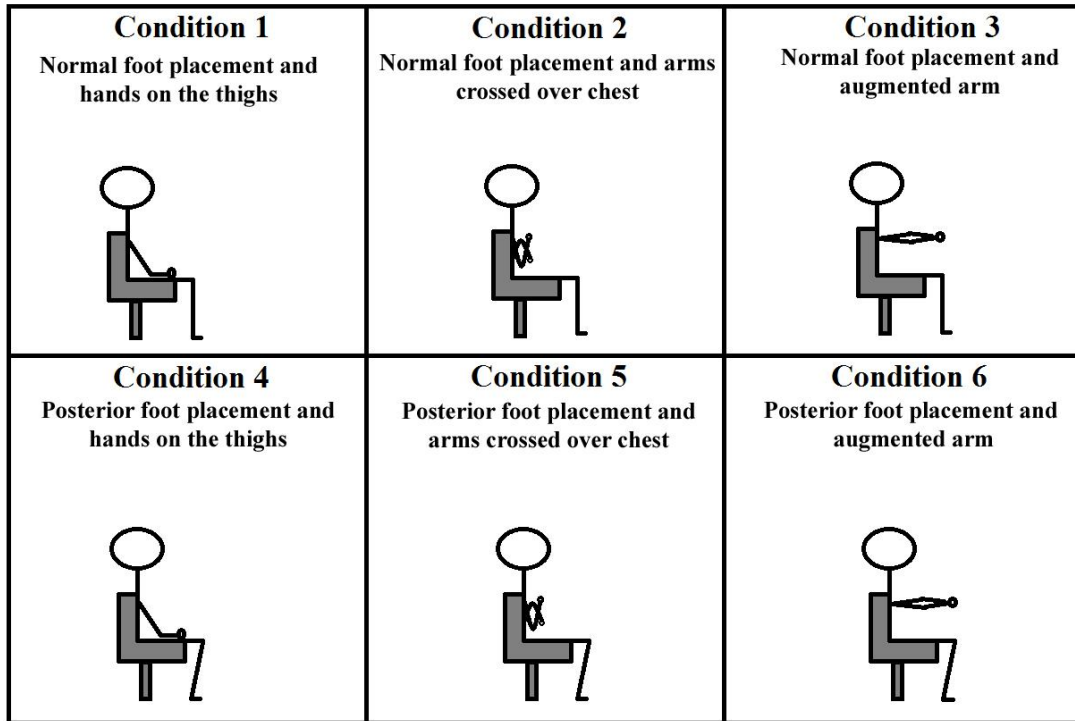 Condition 1
Normal foot placement and
hands on the thighs
Condition 2
Normal foot placement and arms
crossed over chest
Condition 3
Normal foot placement and
augmented arm
Condition 4
Posterior foot placement and
hands on the thighs
Condition 5
Posterior foot placement and
arms crossed over chest
Condition 6
Posterior foot placement and
augmented arm